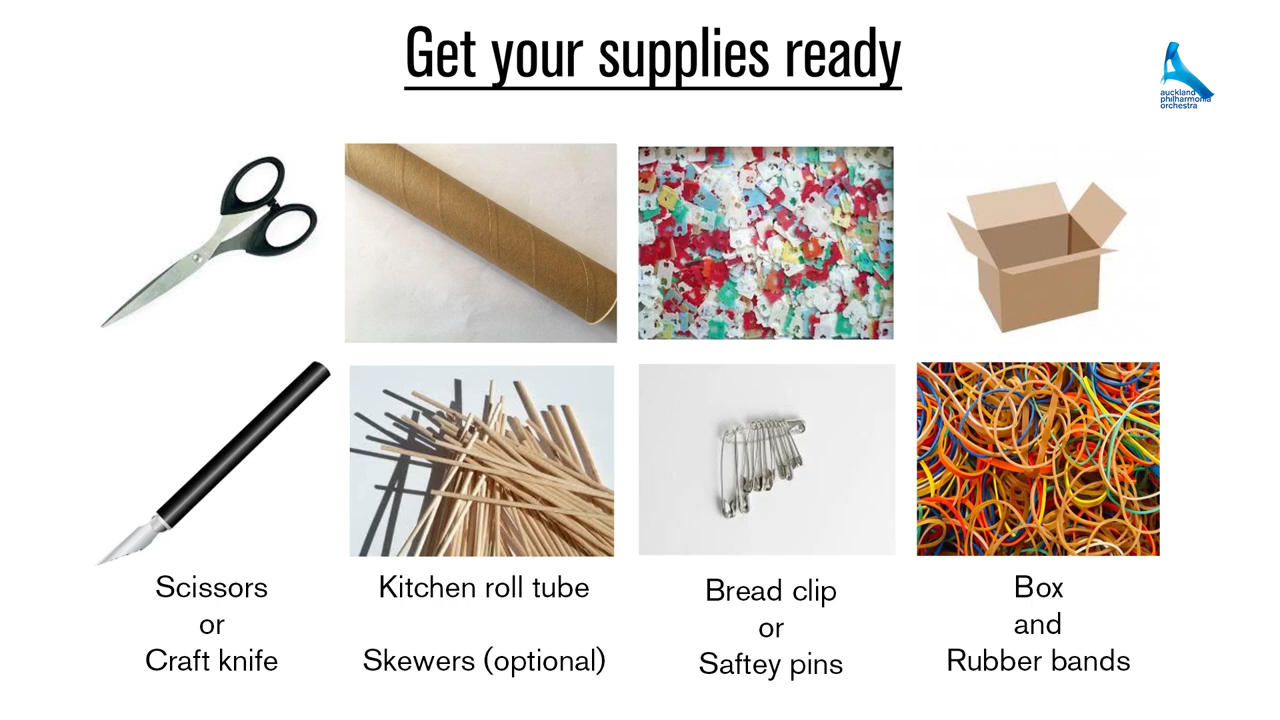 Get your supplies ready
auckland
philharmonia
orchestra
Scissors
or
Craft knife
Kitchen roll tube
Skewers (optional)
Bread clip
or
Saftey pins
Box
and
Rubber bands